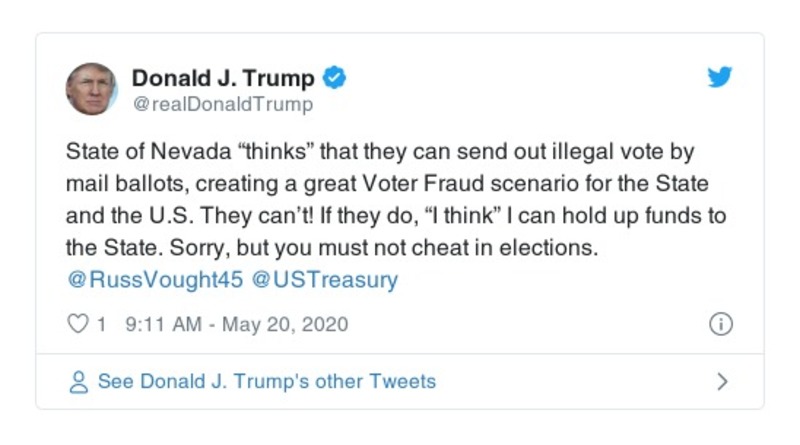 Donald J. Trump
@realDonaldTrump
State of Nevada “thinks” that they can send out illegal vote by
mail ballots, creating a great Voter Fraud scenario for the State
and the U.S. They can’t! If they do, “I think” I can hold up funds to
the State. Sorry, but you must not cheat in elections.
@RussVought45 @USTreasury
1 9:11 AM - May 20, 2020
See Donald J. Trump's other Tweets